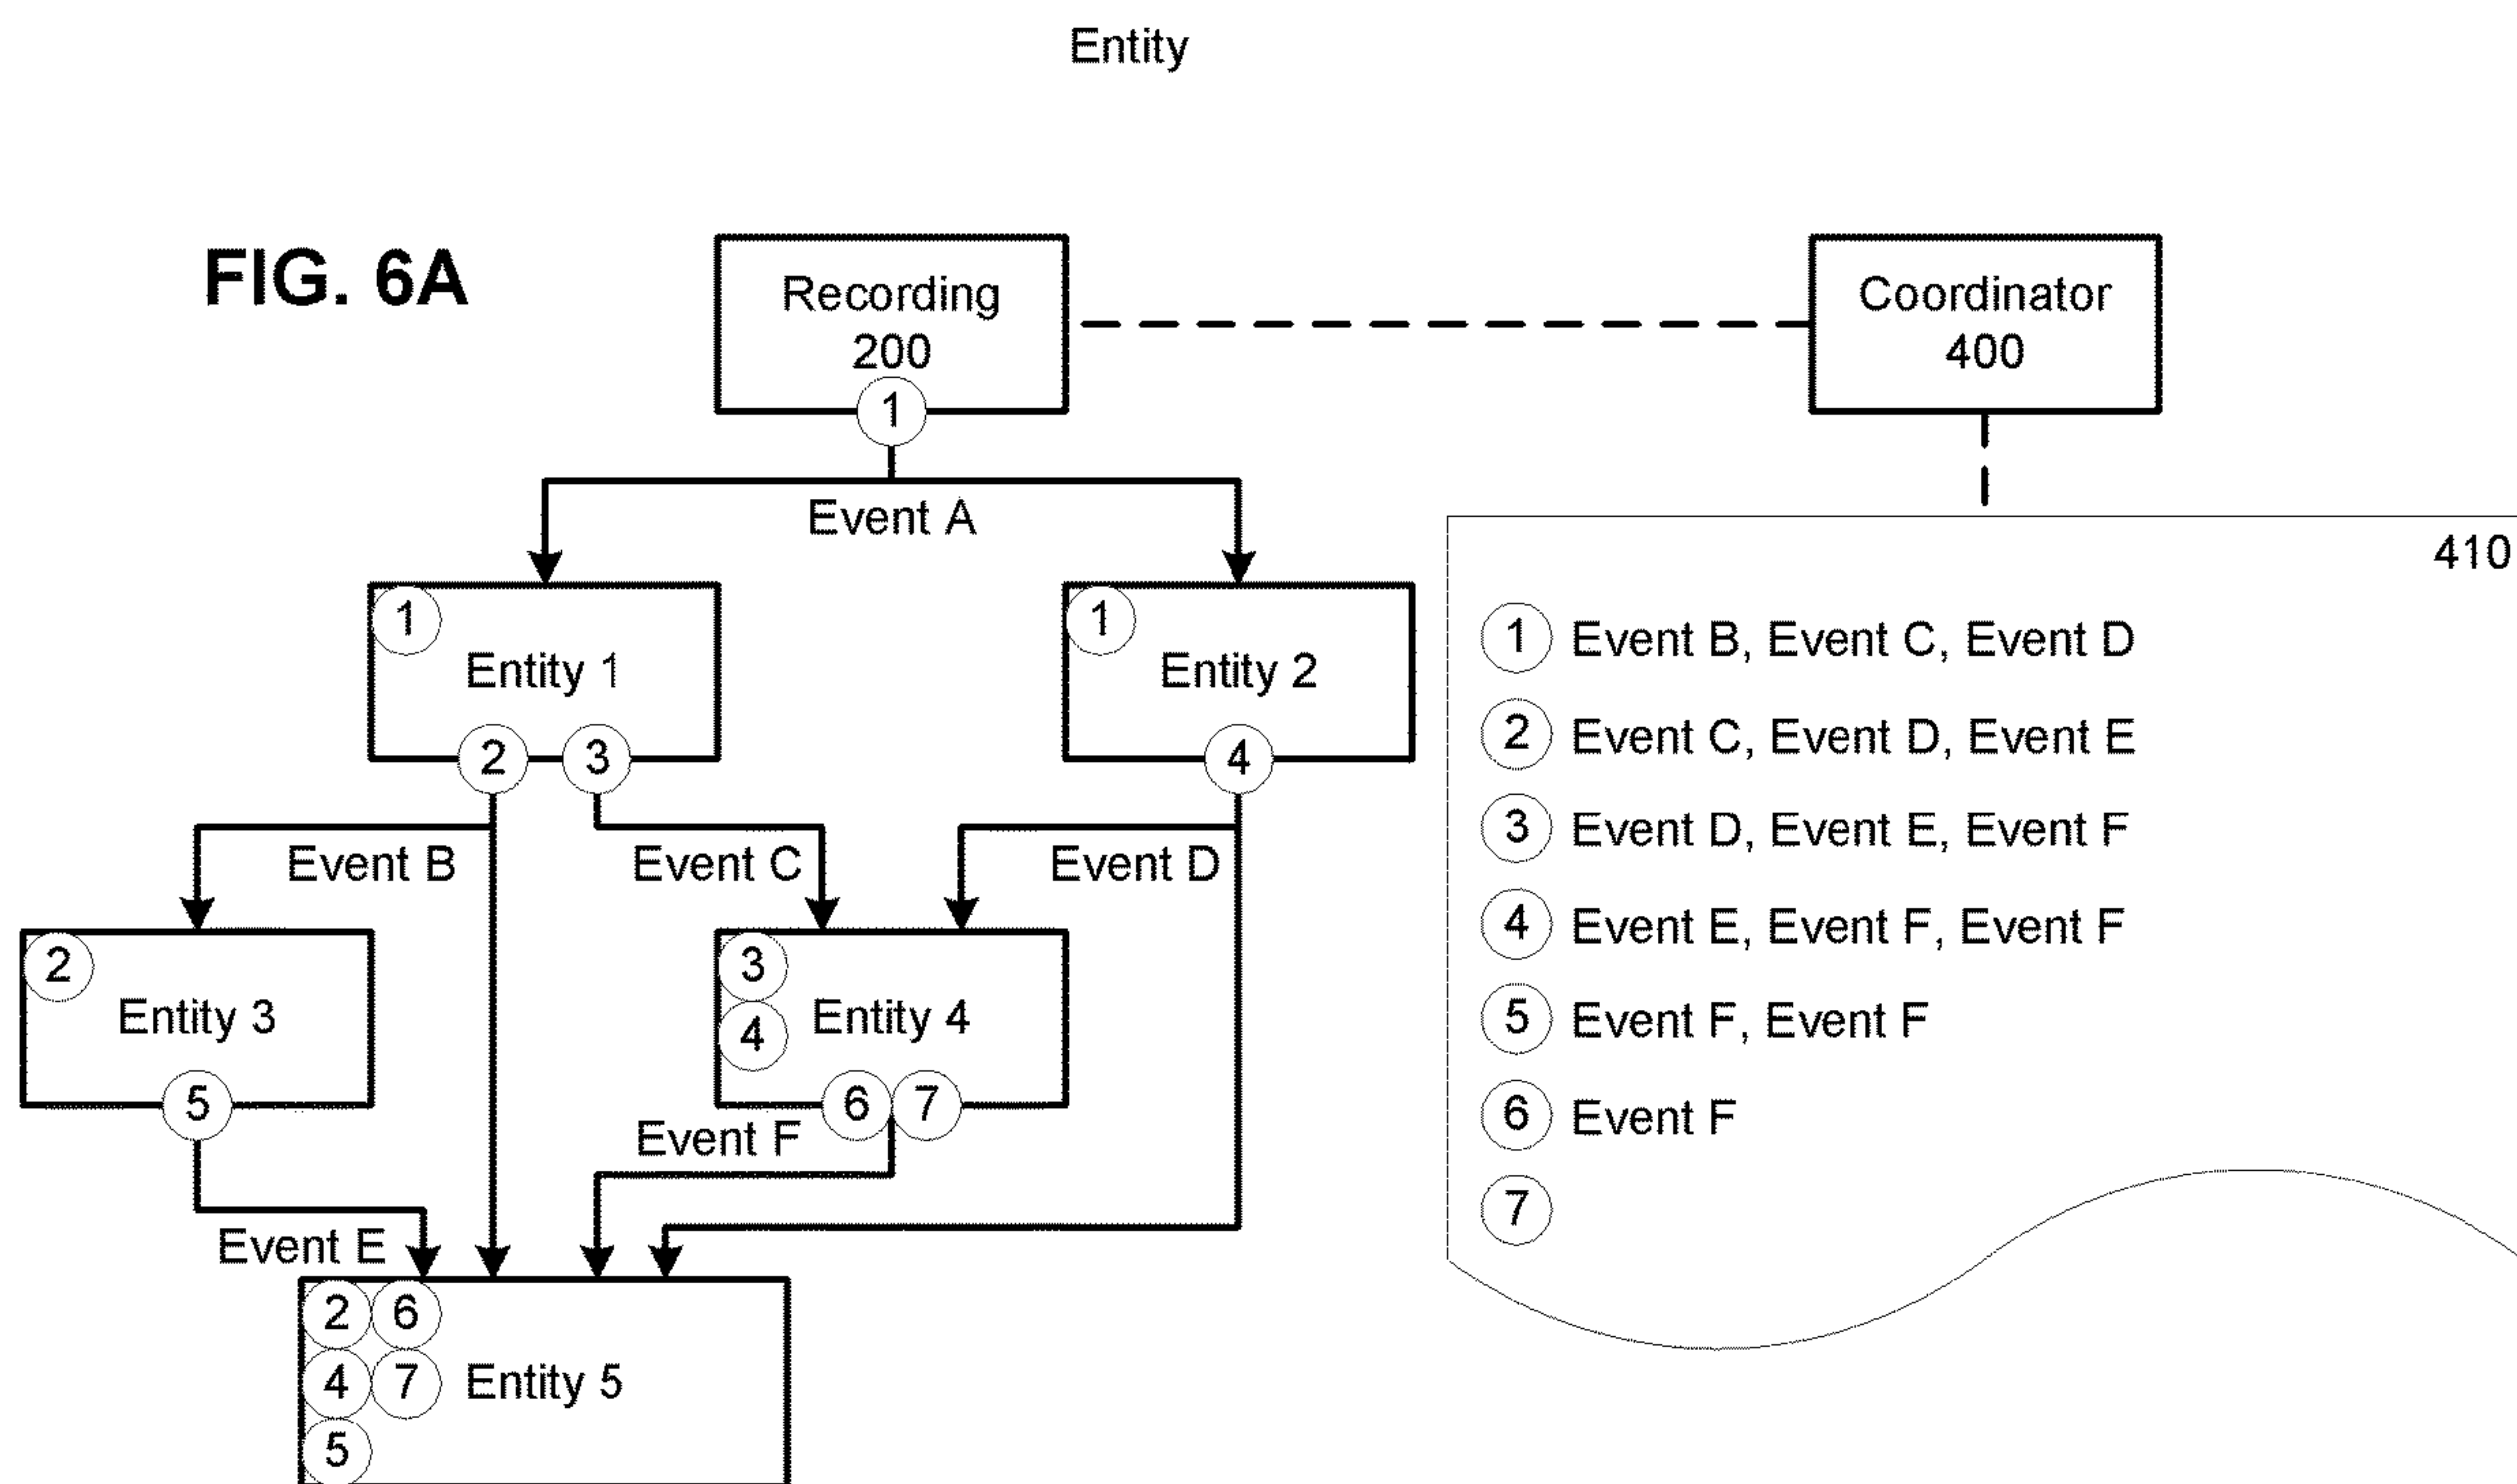 Entity
FIG. 6A
Recording
200
1
Coordinator
400
Event A
1
Entity 1
2 3
1
Entity 2
4
Event B
Event C
Event D
2
Entity 3
5
3
4
Entity 4
6 7
Event F
Event E
2 6
4 7
Entity 5
5
410
1 Event B, Event C, Event D
2 Event C, Event D, Event E
3 Event D, Event E, Event F
4 Event E, Event F, Event F
5 Event F, Event F
6 Event F
7